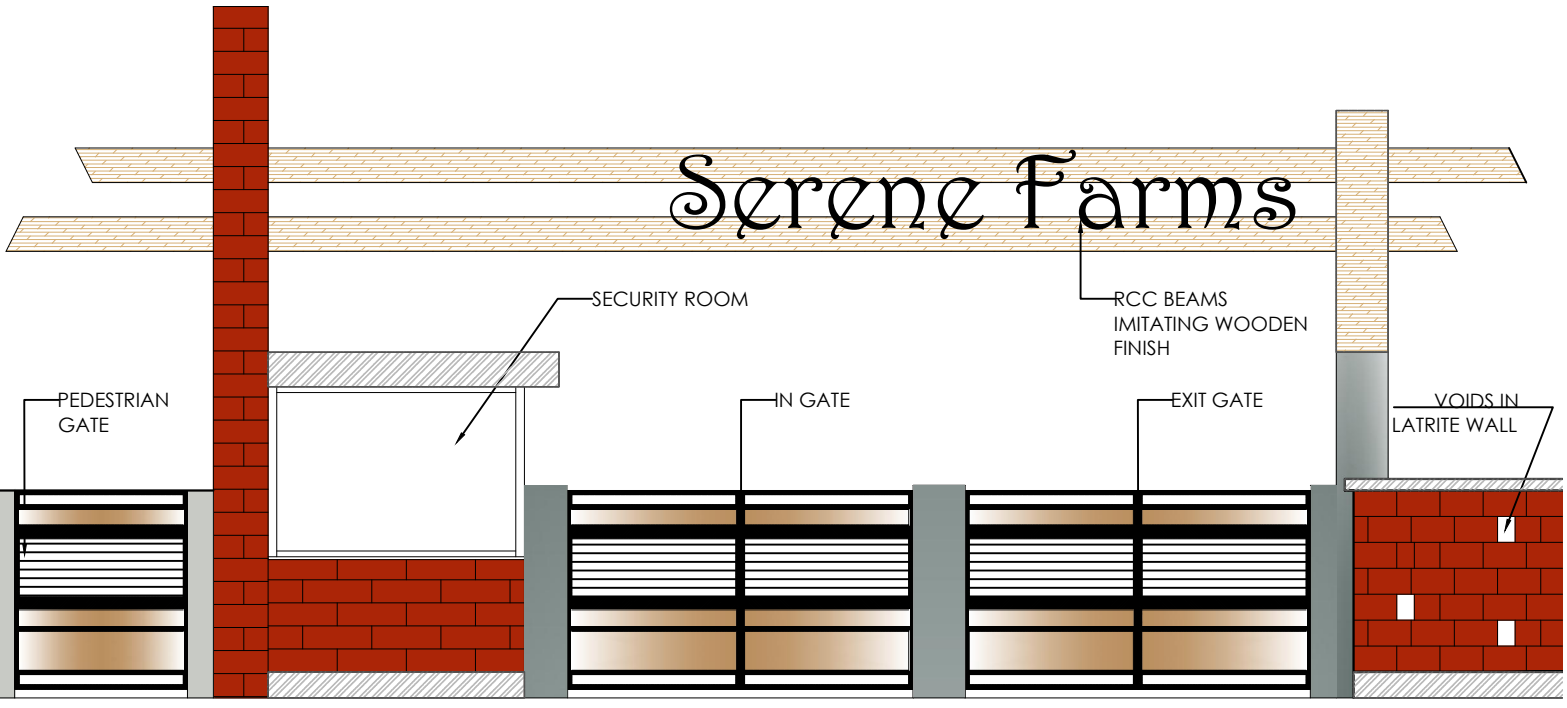 Serene Farms
SECURITY ROOM
RCC BEAMS
IMITATING WOODEN
FINISH
PEDESTRIAN
GATE
IN GATE
EXIT GATE
VOIDS IN
LATRITE WALL